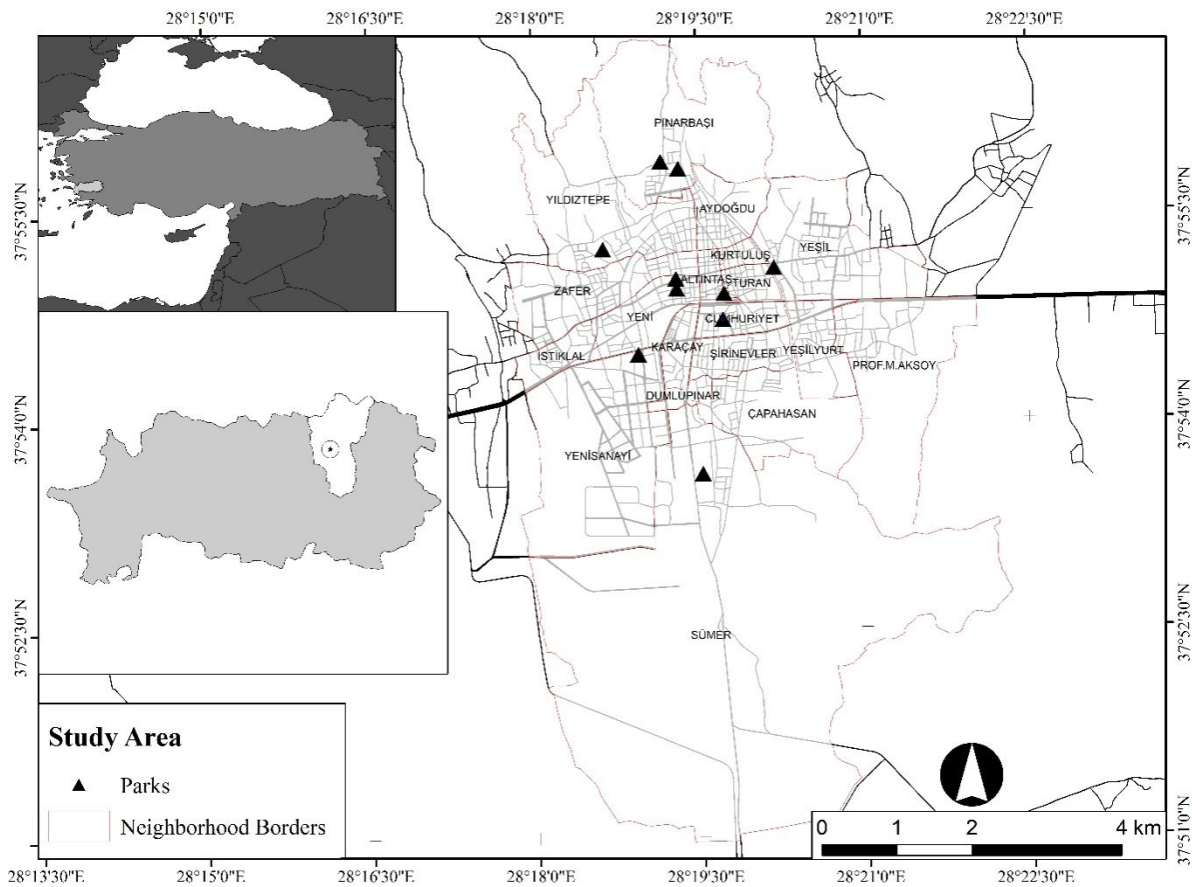 28°15'0"E 28°16'30"E 28°18'0"E 28°19'30"E 28°21'0"E 28°22'30"E
PINARBAŞI
37°55'30"N
37°55'30"N
YILDIZTEPE
AYDOĞDU
YEŞİL
KURTULUŞ
ALTINTAŞ
TURAN
ZAFER
YENİ
CUMHURİYET
İSTİKLAL
KARAÇAY
ŞİRİNEVLER
YEŞİLYURT
PROF.M.AKSOY
DUMLUPINAR
ÇAPAHASAN
37°54'0"N
37°54'0"N
YENİSANAYİ
37°52'30"N
37°52'30"N
SÜMER
Study Area
Parks
Neighborhood Borders
0 1 2 4 km
37°51'0"N
28°13'30"E 28°15'0"E 28°16'30"E 28°18'0"E 28°19'30"E 28°21'0"E 28°22'30"E